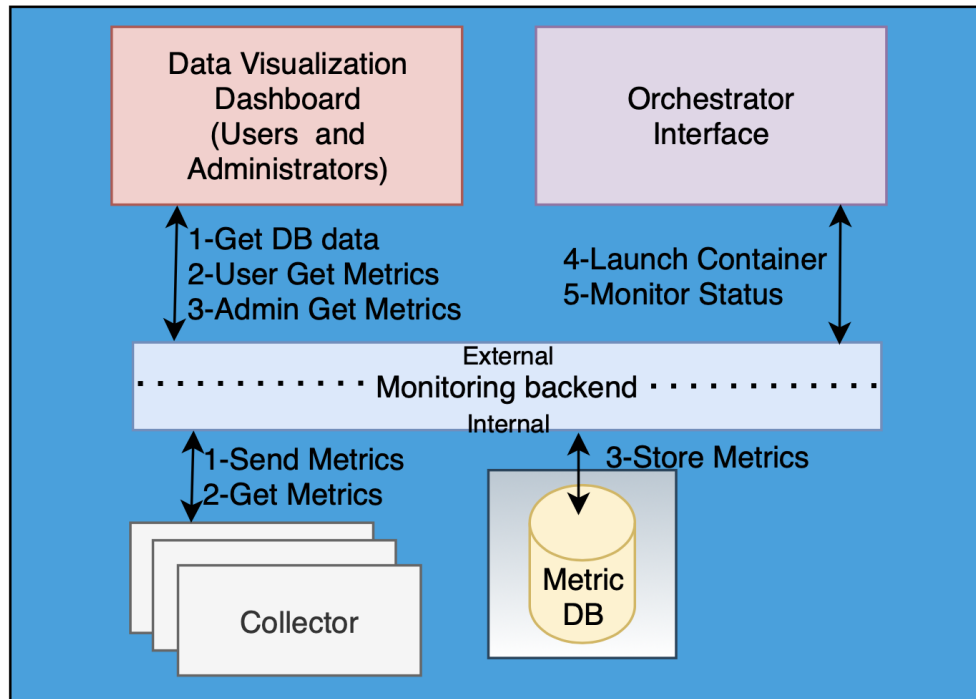 Data Visualization
Dashboard
(Users and
Administrators)
Orchestrator
Interface
1-Get DB data
2-User Get Metrics
3-Admin Get Metrics
4-Launch Container
5-Monitor Status
External
Monitoring backend
Internal
1-Send Metrics
2-Get Metrics
3-Store Metrics
Collector
Metric
DB